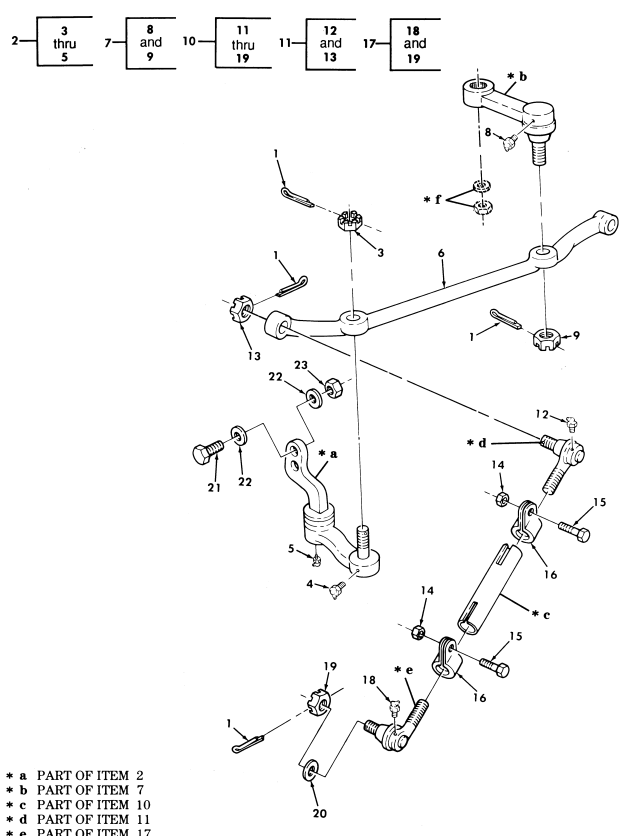 2 3 thru 5
7 8 and 9
10 11 thru 19
11 12 and 13
17 18 and 19
* b
8
1
* f
3
6
1
13
1
9
23
22
12
* d
* a
21
22
14
15
5
16
4
* c
14
15
19
* e
18
16
1
20
* a PART OF ITEM 2
* b PART OF ITEM 7
* c PART OF ITEM 10
* d PART OF ITEM 11
* e PART OF ITEM 17